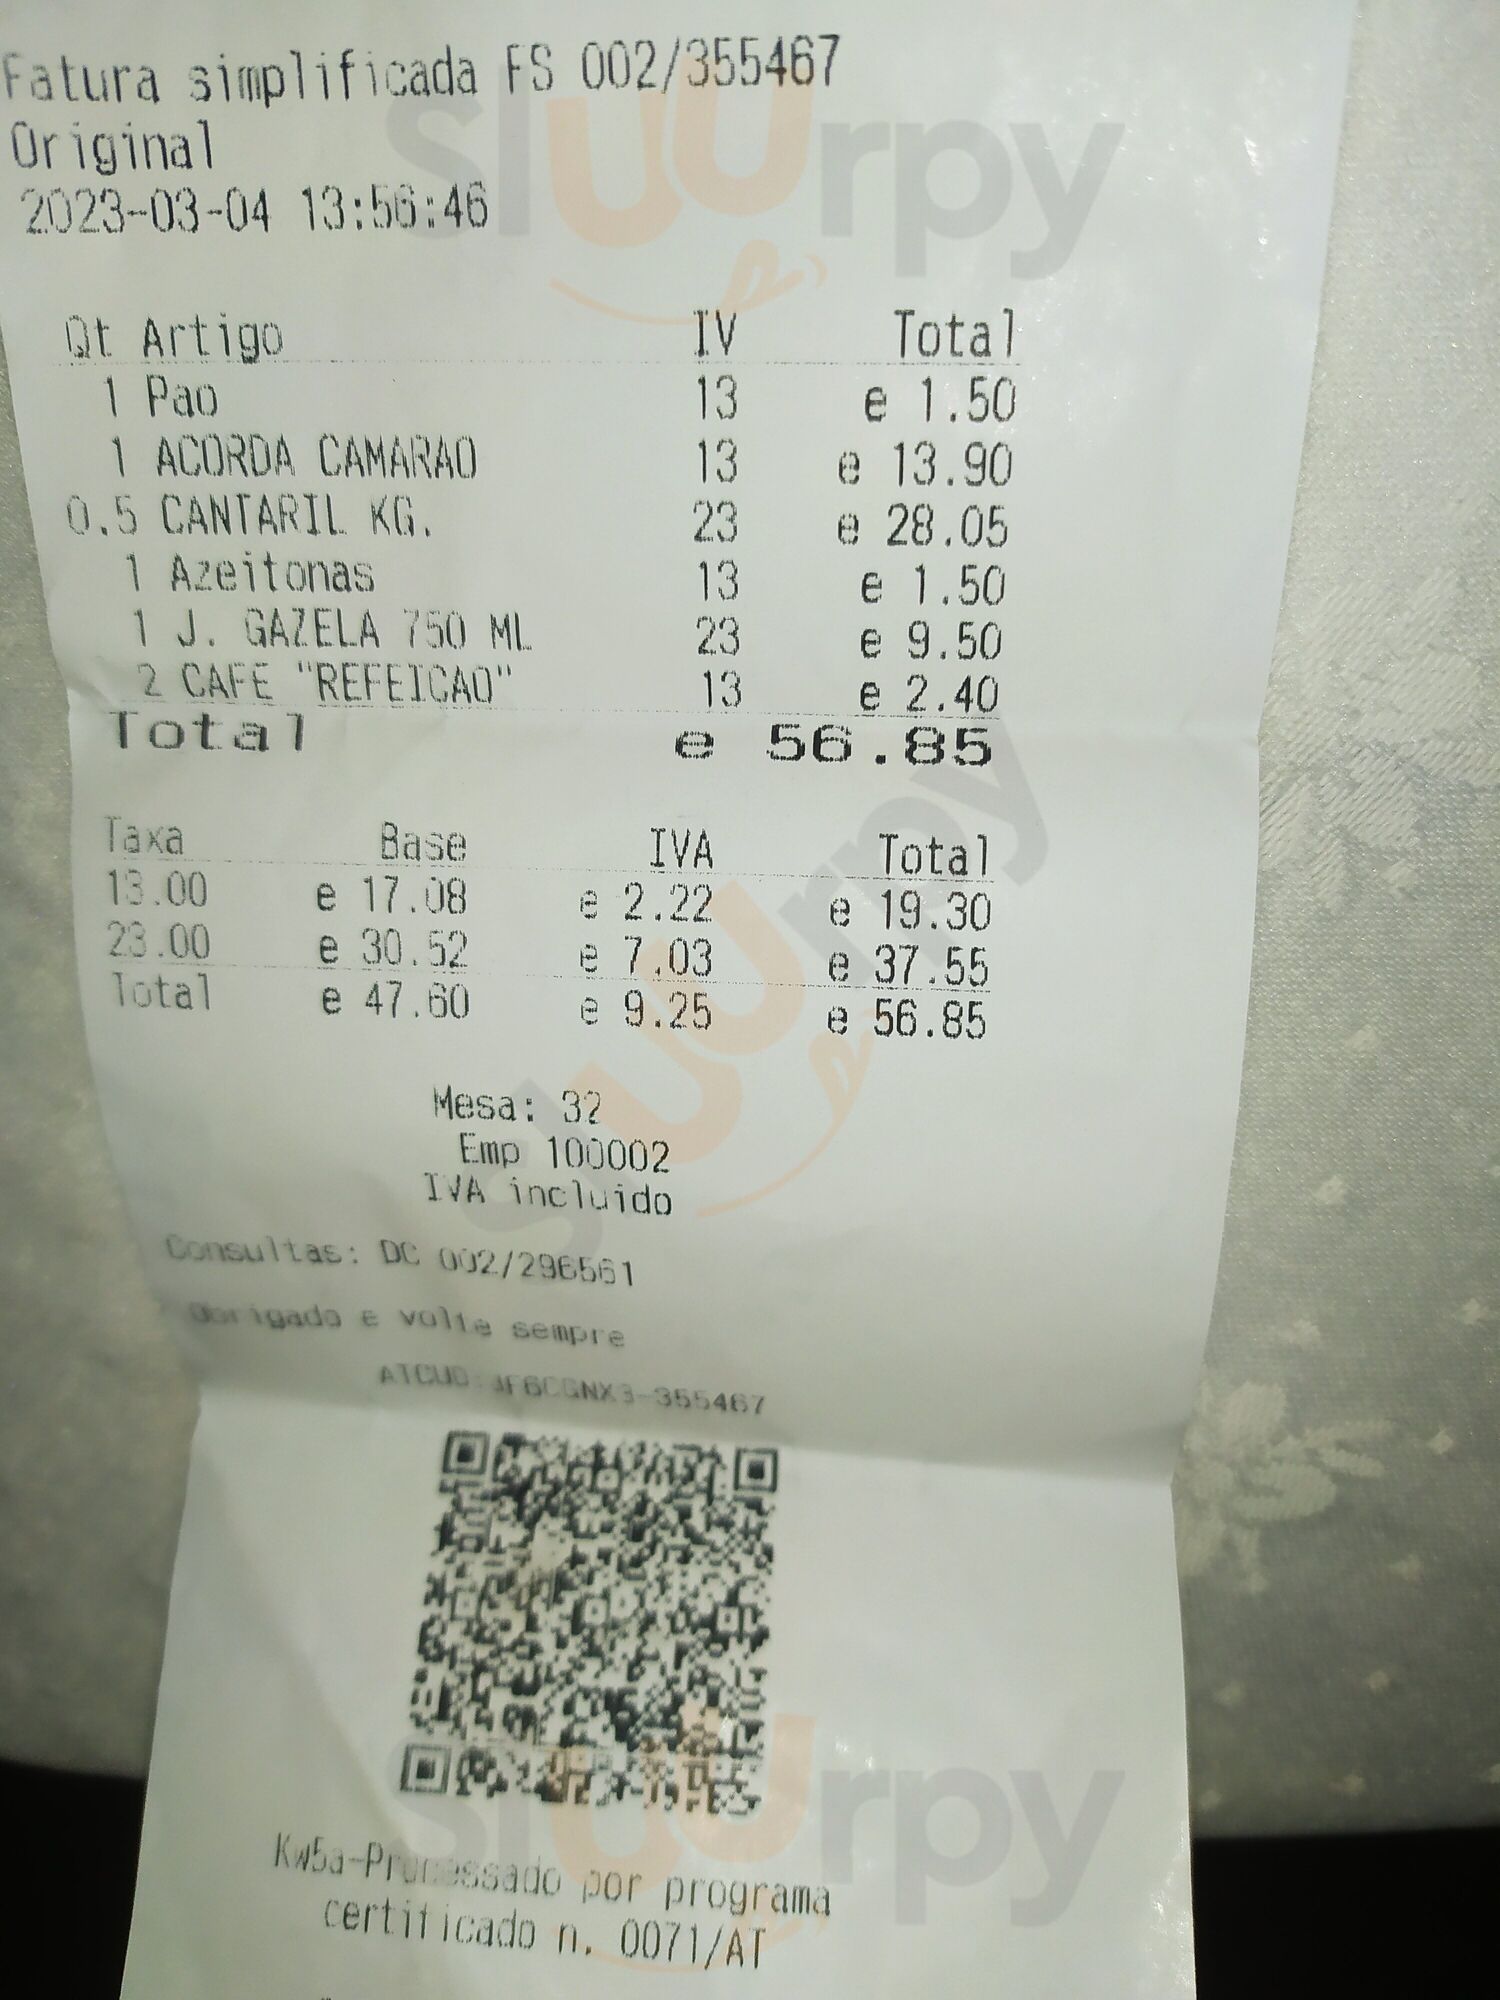 Fatura simplificada FS 002/355467
Original
2023-03-04 13:56:46
Qt Artigo IV Total
1 Pao 13 e 1.50
1 ACORDA CAMARAO 13 e 13.90
0.5 CANTARIL KG. 23 e 28.05
1 Azeitonas 13 e 1.50
1 J. GAZELA 750 ML 23 e 9.50
2 CAFE "REFEICAO" 13 e 2.40
Total e 56.85
Taxa Base IVA Total
13.00 e 17.08 e 2.22 e 19.30
23.00 e 30.52 e 7.03 e 37.55
Total e 47.60 e 9.25 e 56.85
Mesa: 32
Emp 100002
IVA incluido
Consultas: DC 002/296561
Obrigado e volte sempre
Kw5a-Processado por programa
certificado n. 0071/AT
sluurpy
sluurpy
sluurpy